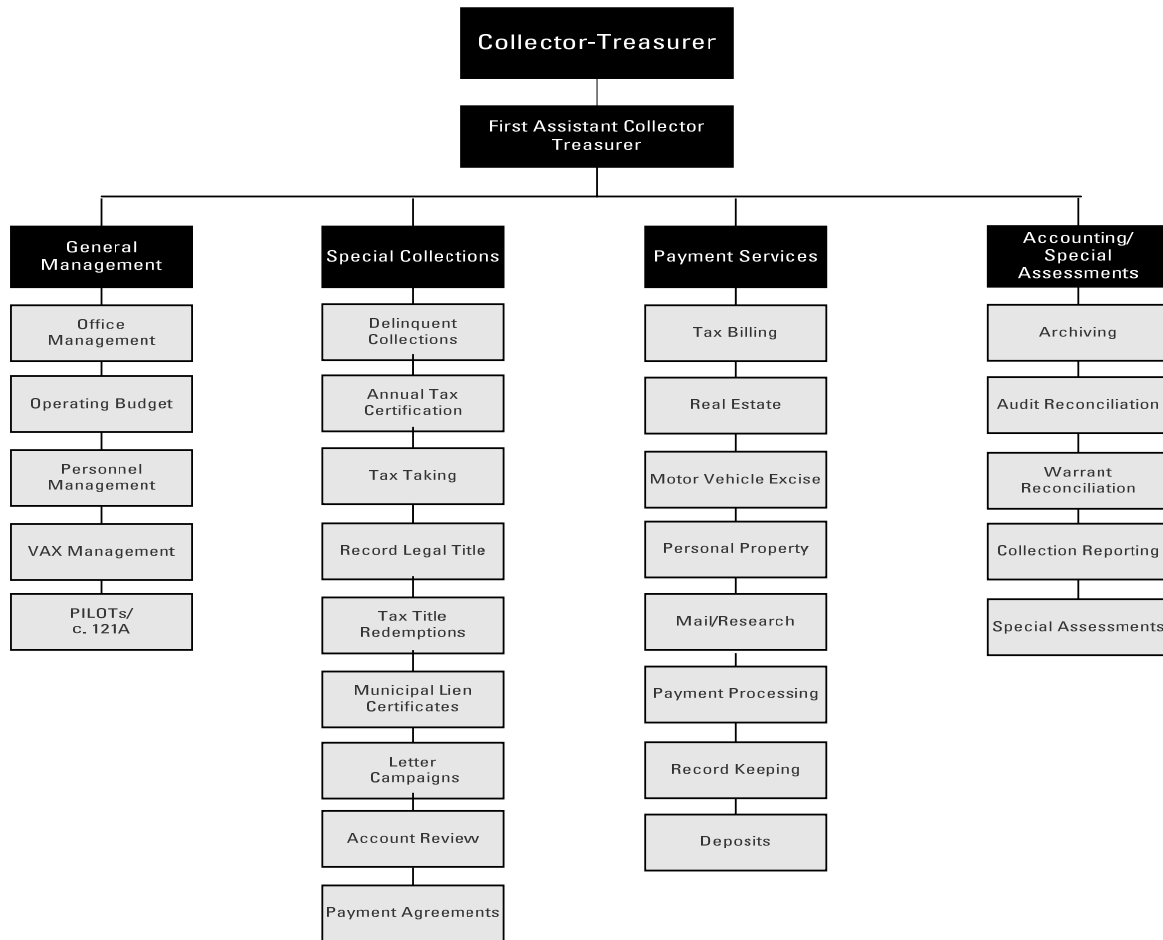 Collector-Treasurer
First Assistant Collector
Treasurer
General
Management
Office
Management
Operating Budget
Personnel
Management
VAX Management
PILOTs/
c. 121A
Special Collections
Delinquent
Collections
Annual Tax
Certification
Tax Taking
Record Legal Title
Tax Title
Redemptions
Municipal Lien
Certificates
Letter
Campaigns
Account Review
Payment Agreements
Payment Services
Tax Billing
Real Estate
Motor Vehicle Excise
Personal Property
Mail/Research
Payment Processing
Record Keeping
Deposits
Accounting/
Special
Assessments
Archiving
Audit Reconciliation
Warrant
Reconciliation
Collection Reporting
Special Assessments